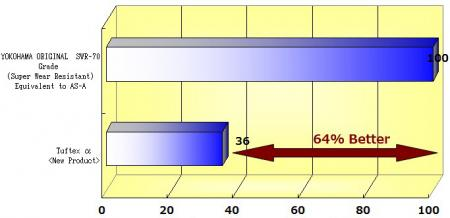 YOKOHAMA ORIGINAL SWR-70
Grade
(Super Wear Resistant)
Equivalent to AS-A
100
Tuftex α
<New Product>
36
64% Better
0 20 40 60 80 100